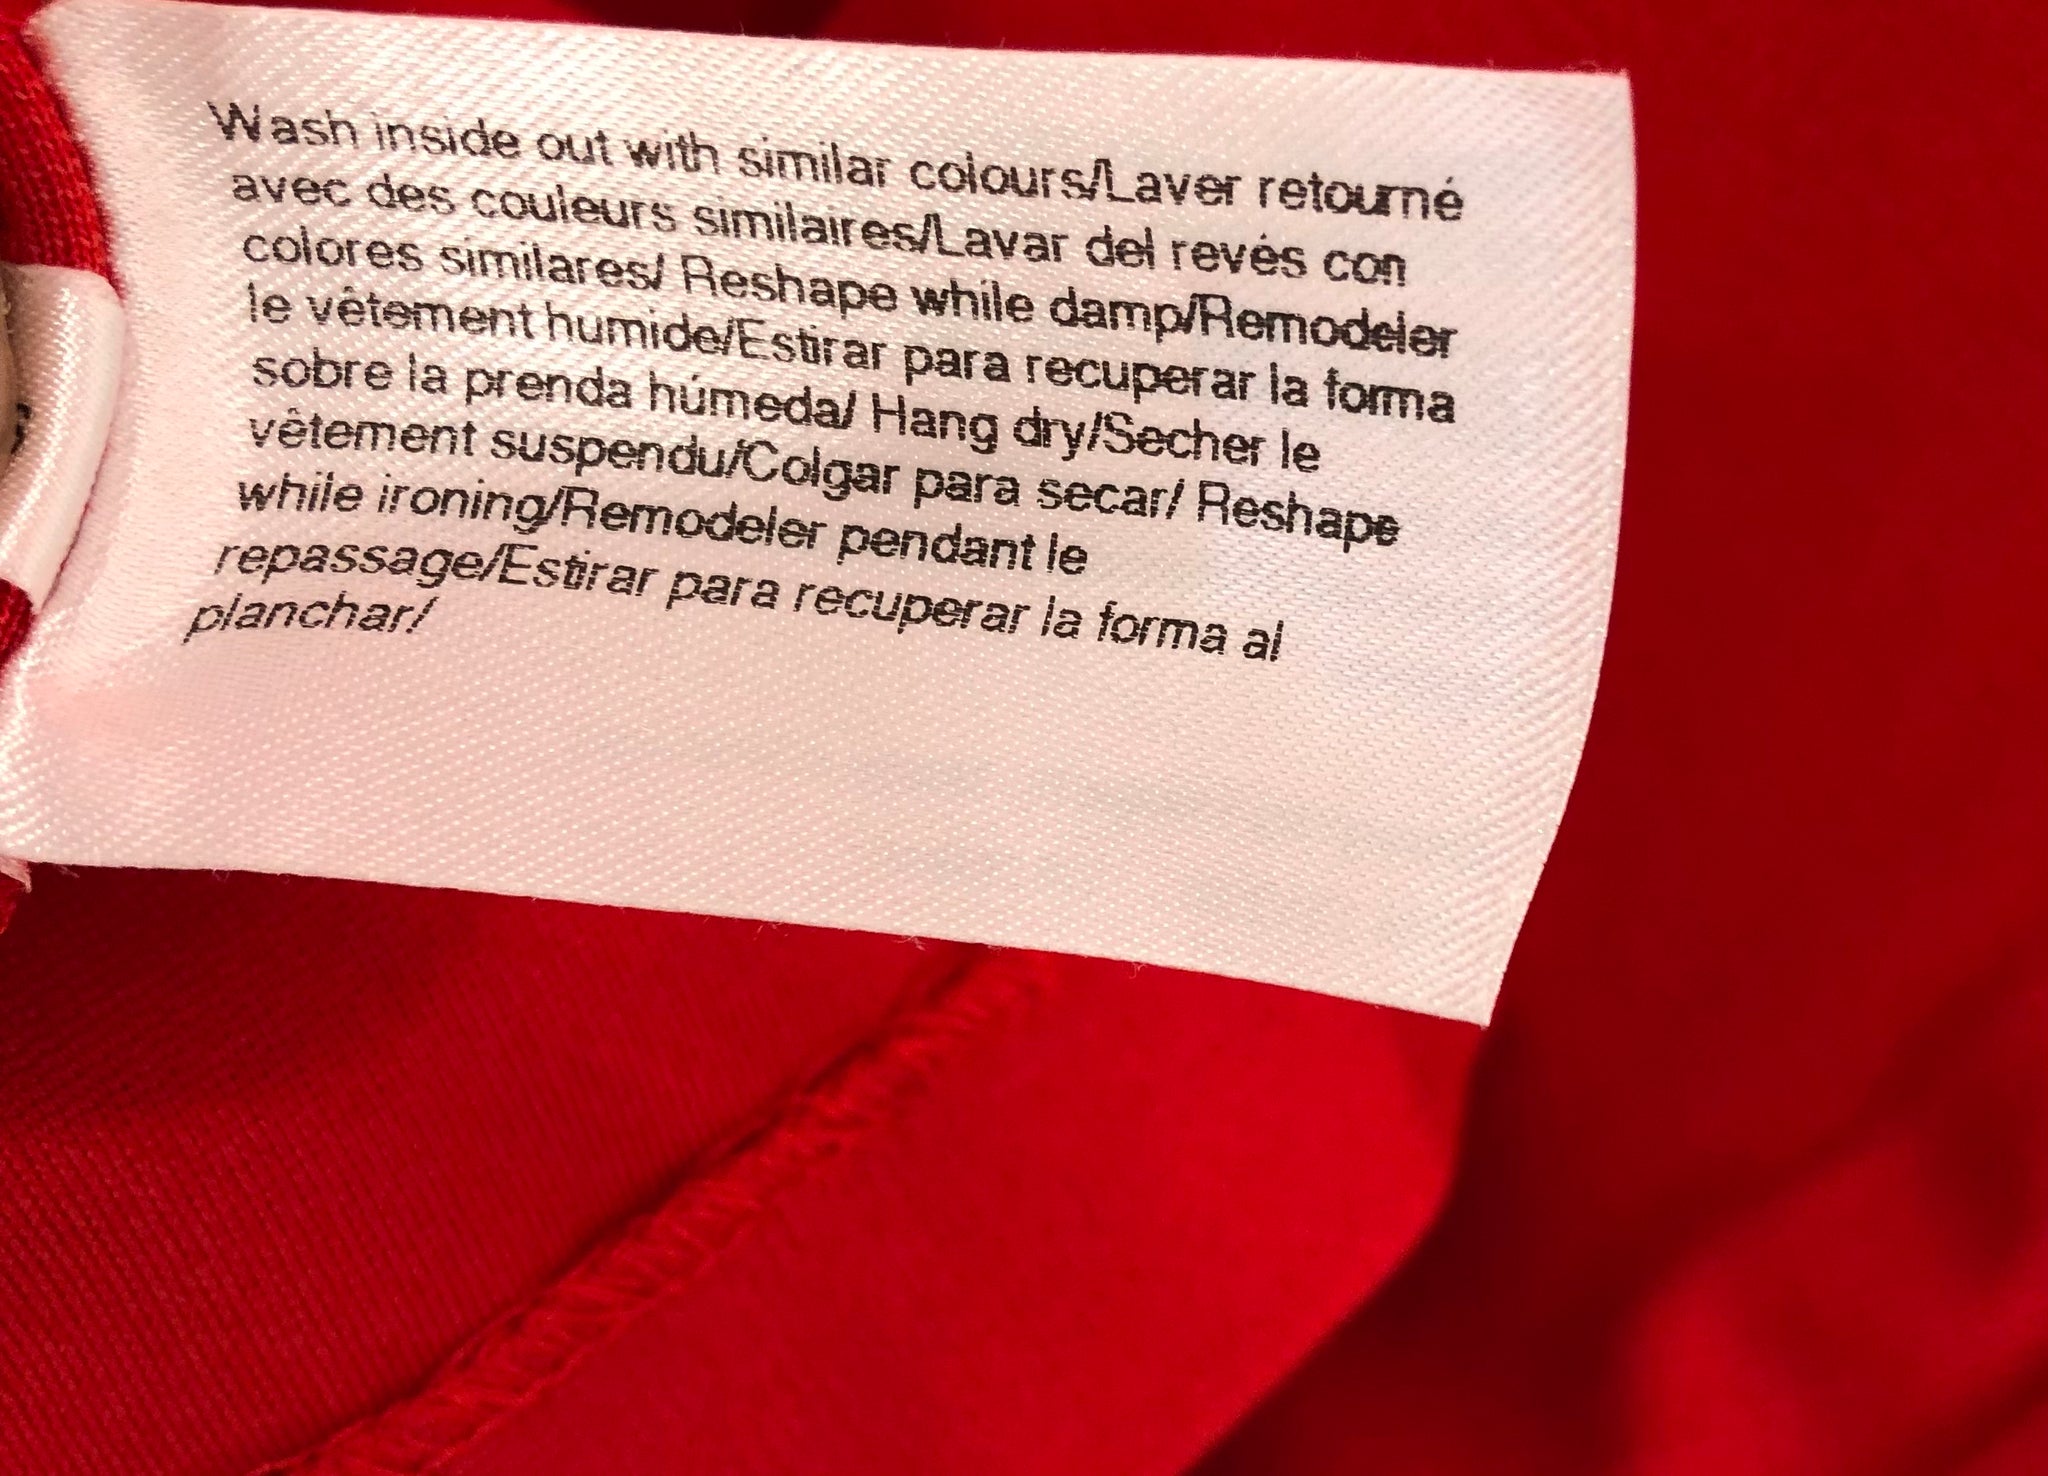 Wash inside out with similar colours/Laver retourné
avec des couleurs similaires/Lavar del revés con
colores similares/ Reshape while damp/Remodeler
le vêtement humide/Estirar para recuperar la forma
sobre la prenda húmeda/ Hang dry/Secher le
vêtement suspendu/Colgar para secar/ Reshape
while ironing/Remodeler pendant le
repassage/Estirar para recuperar la forma al
planchar/